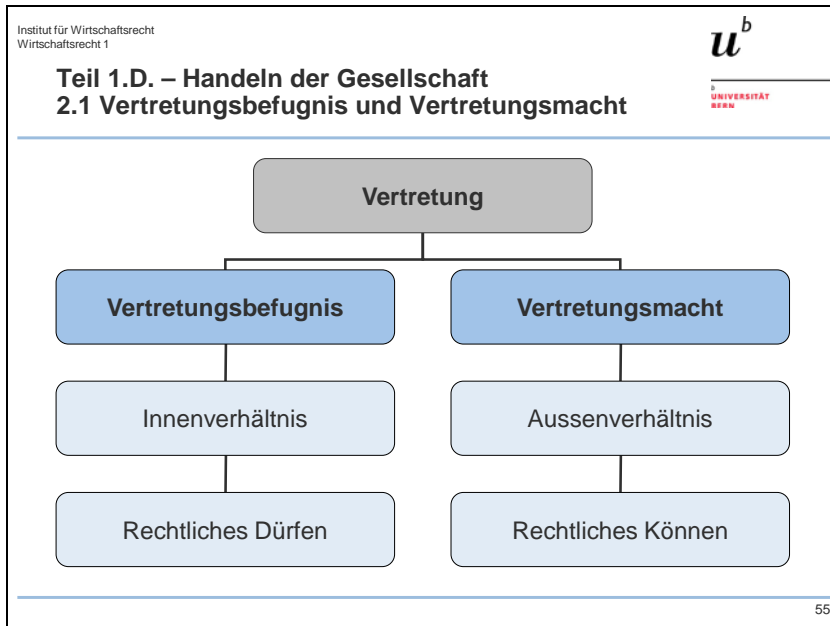 Institut für Wirtschaftsrecht
Wirtschaftsrecht 1
u^b
Teil 1.D. – Handeln der Gesellschaft
2.1 Vertretungsbefugnis und Vertretungsmacht
b
UNIVERSITÄT
BERN
Vertretung
Vertretungsbefugnis
Vertretungsmacht
Innenverhältnis
Aussenverhältnis
Rechtliches Dürfen
Rechtliches Können
55